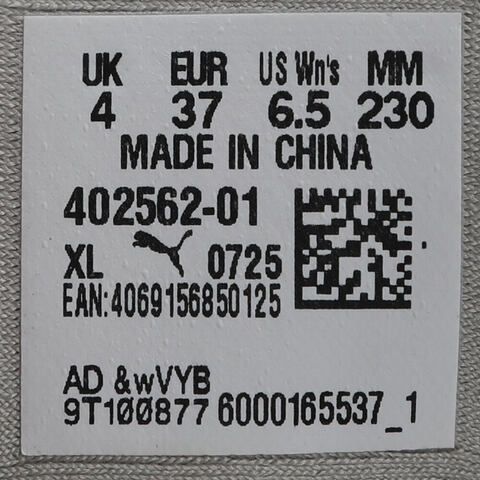 UK EUR US Wn's MM
4 37 6.5 230
MADE IN CHINA
402562-01
XL 0725
EAN:4069156850125
AD &wVYB
9T100877 6000165537_1